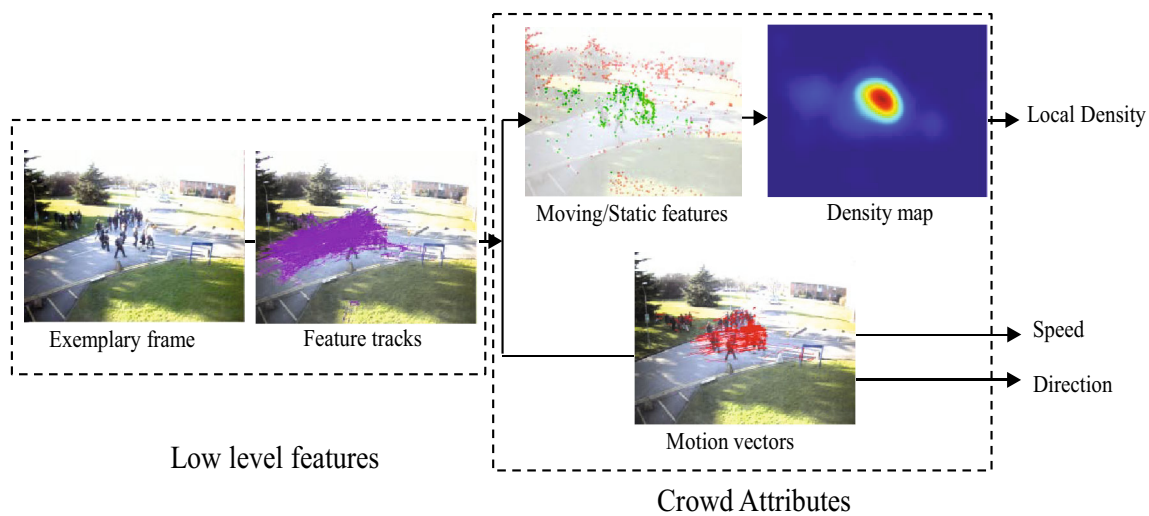 Exemplary frame
Feature tracks
Low level features
Moving/Static features
Density map
Motion vectors
Crowd Attributes
Local Density
Speed
Direction